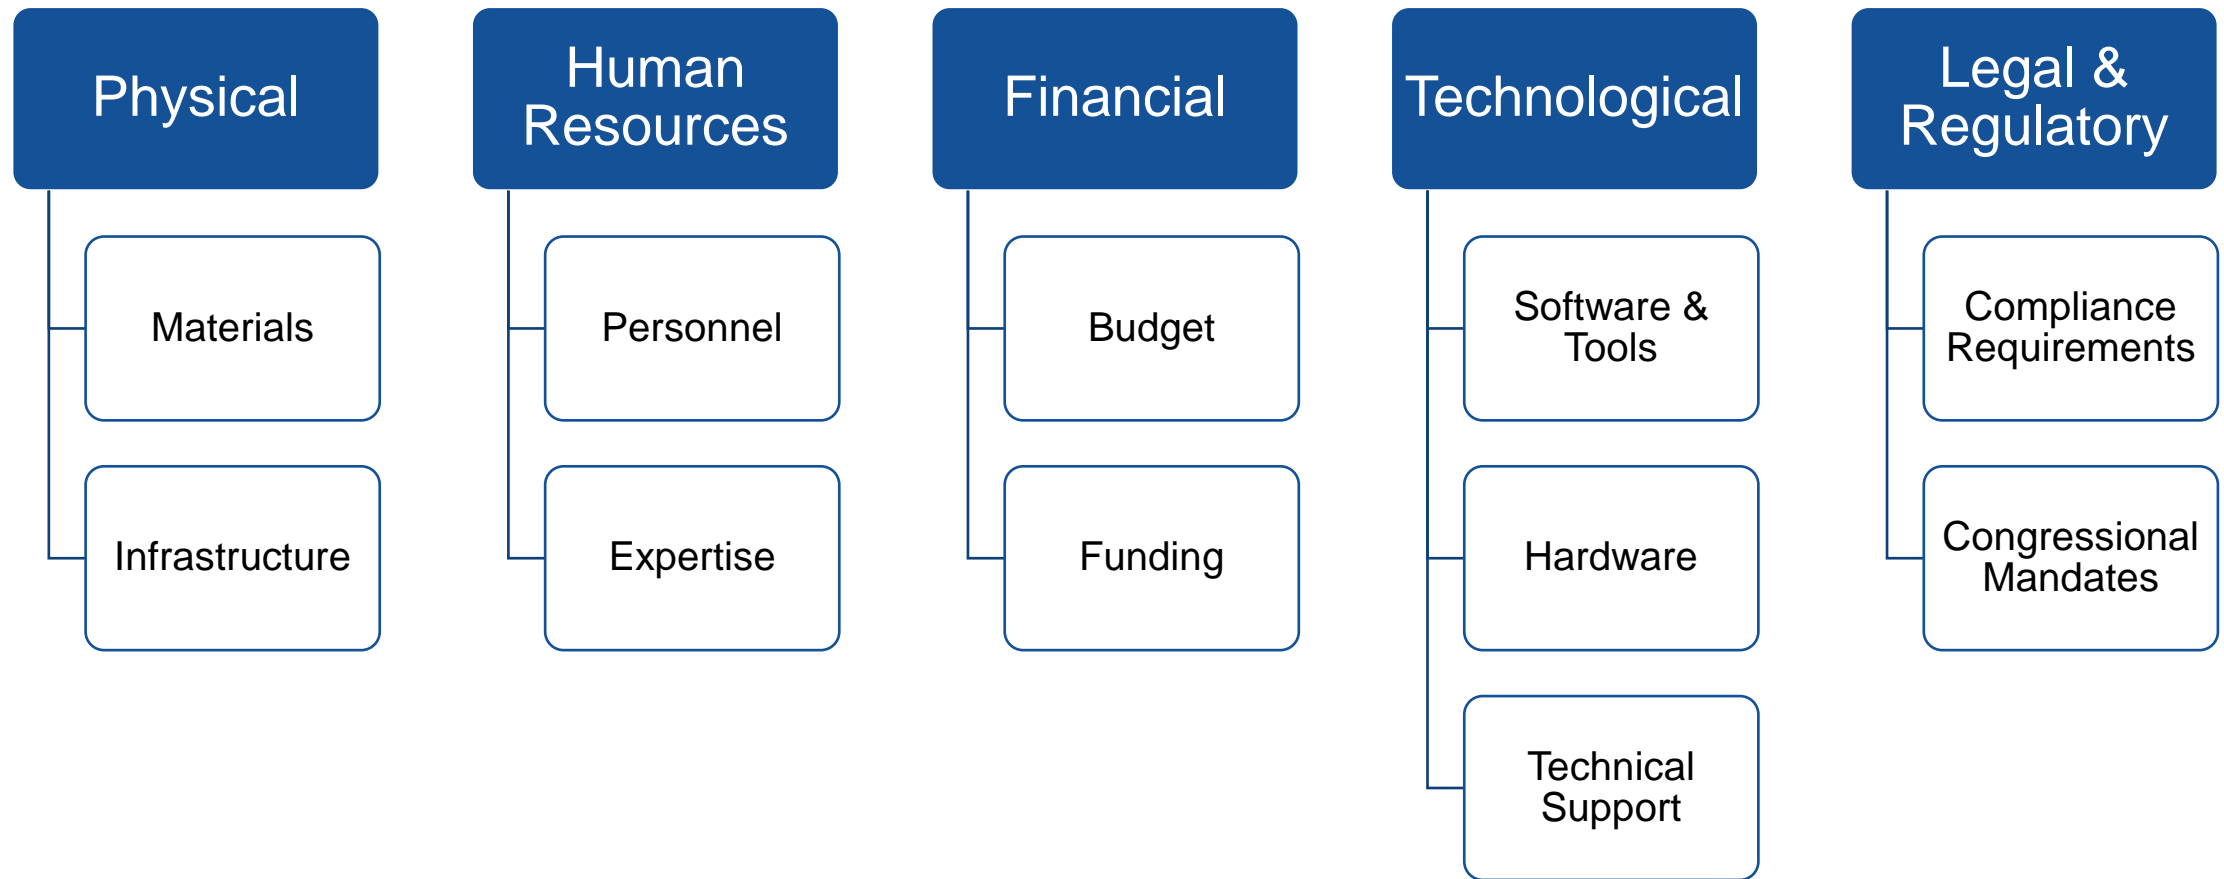 Physical
Materials
Infrastructure
Human
Resources
Personnel
Expertise
Financial
Budget
Funding
Technological
Software &
Tools
Hardware
Technical
Support
Legal &
Regulatory
Compliance
Requirements
Congressional
Mandates